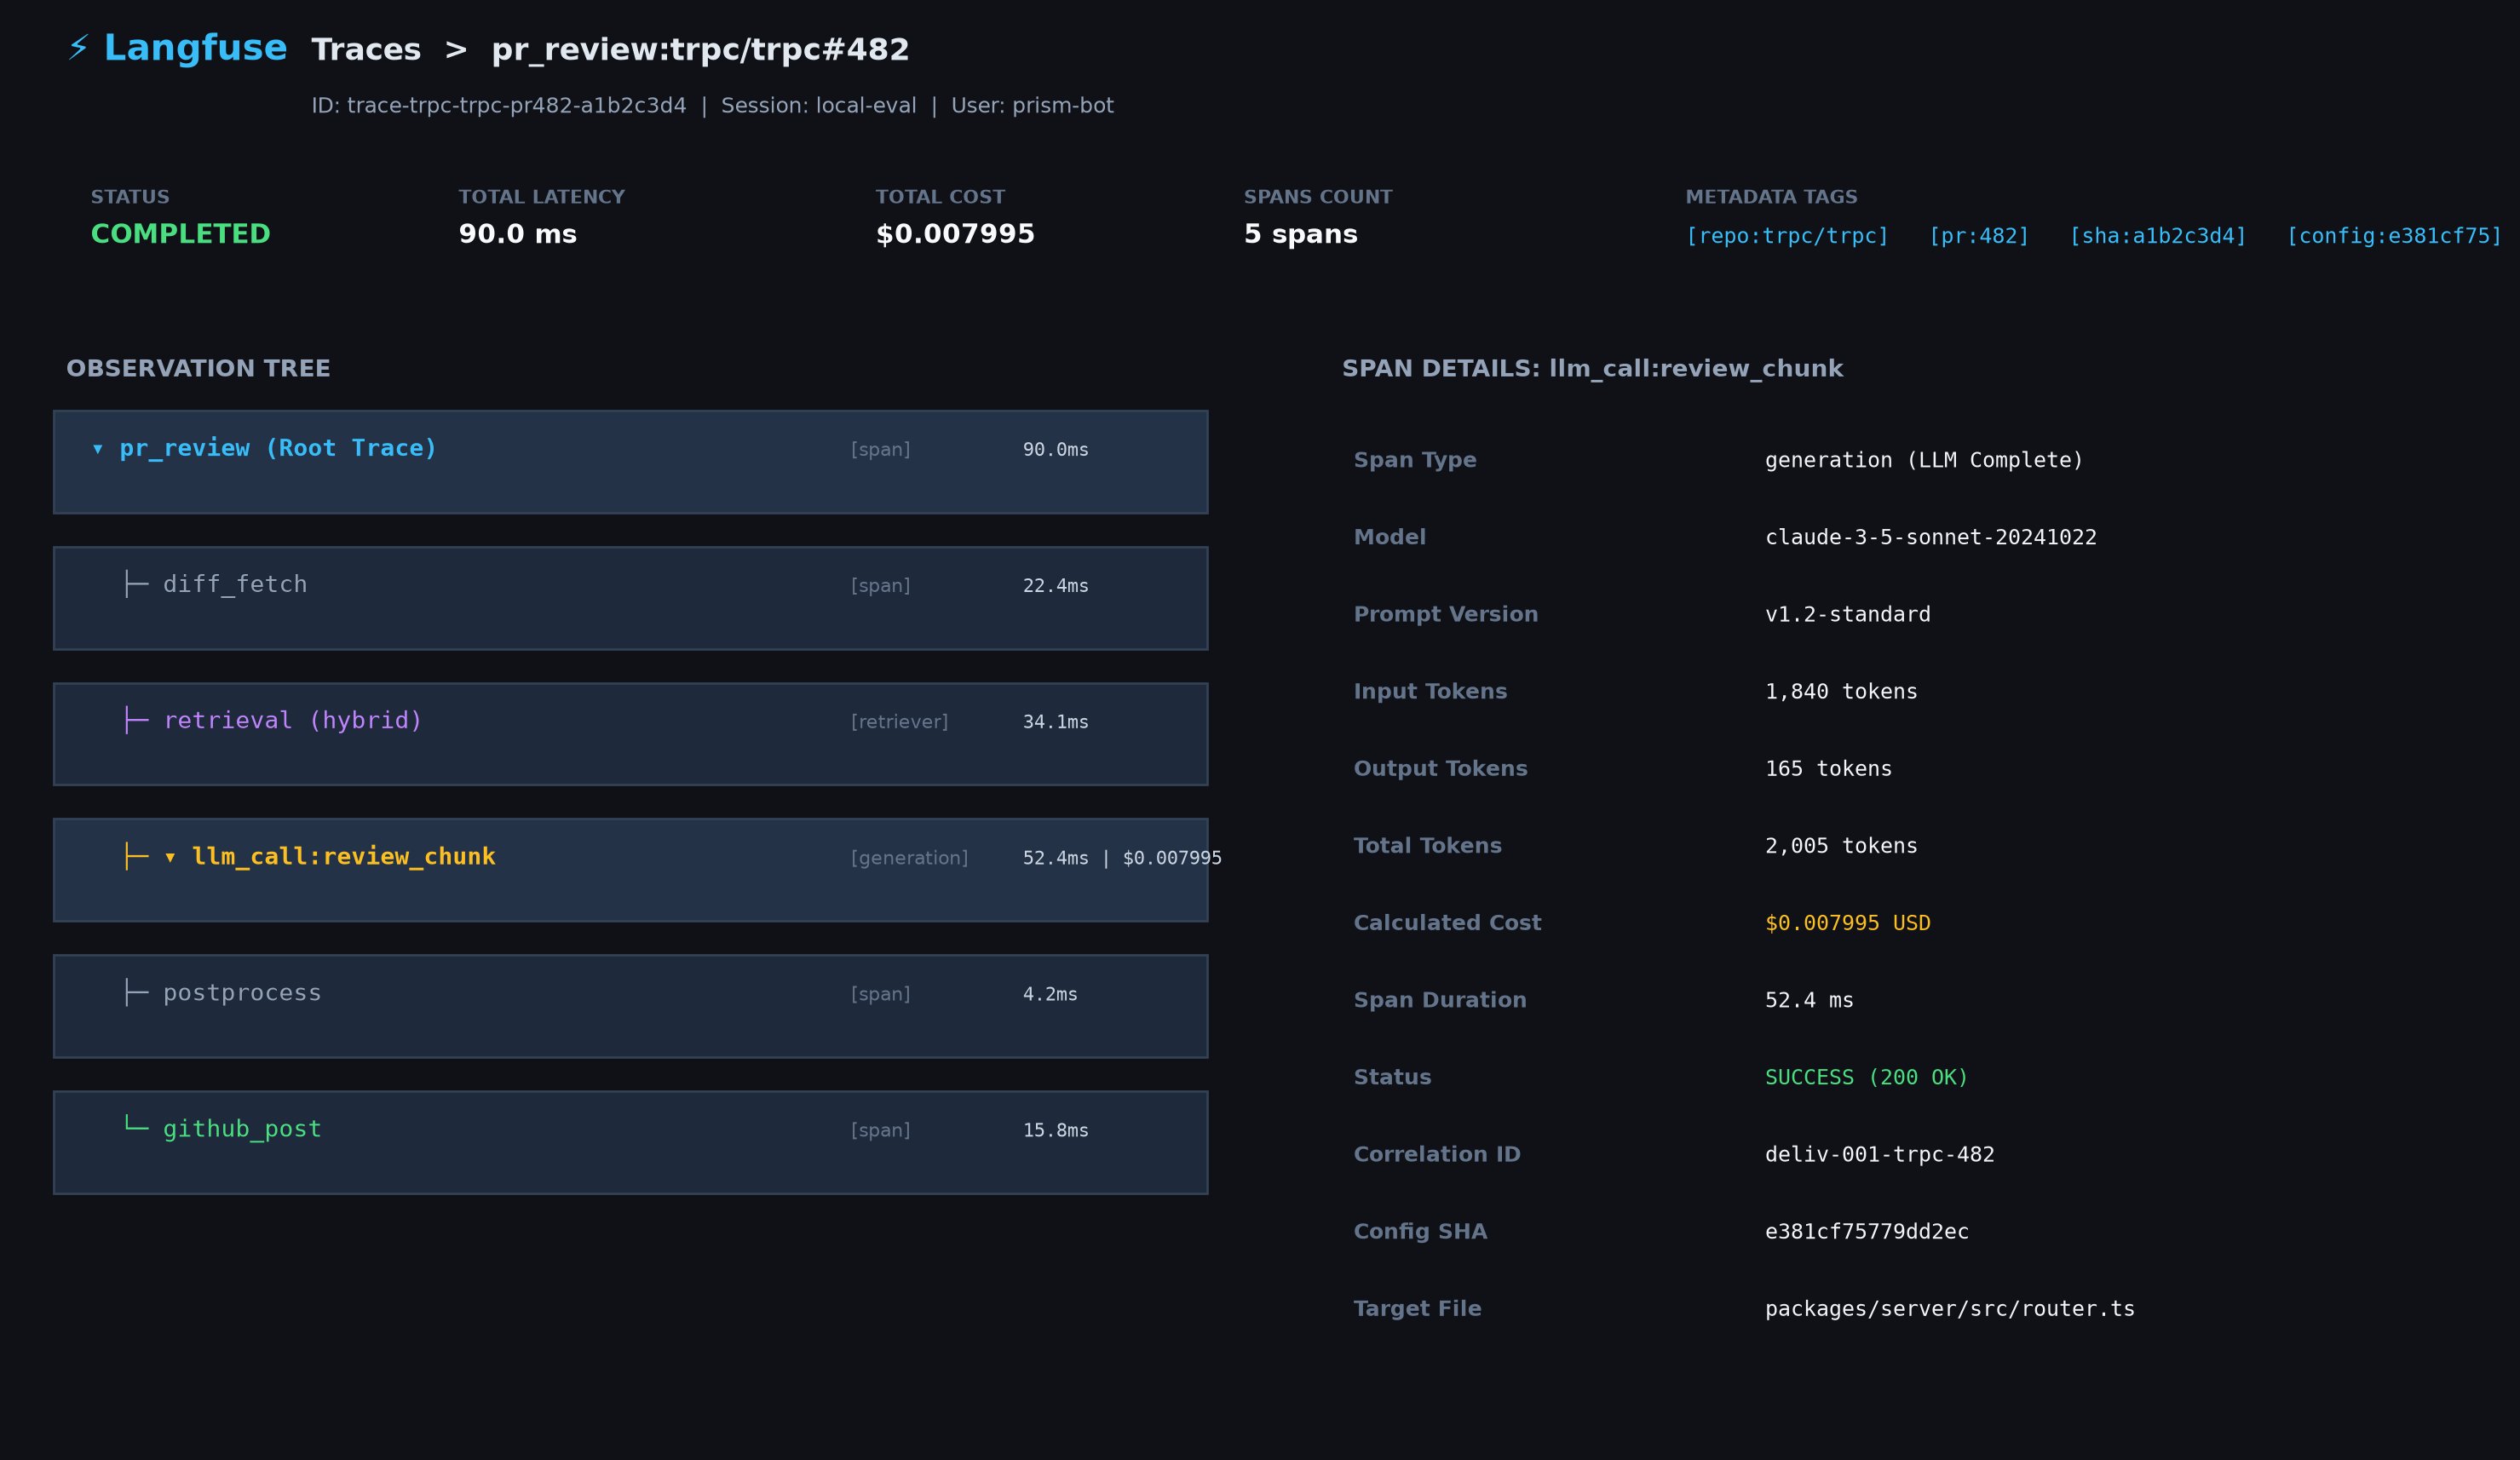 ⚡ Langfuse Traces > pr_review:trpc/trpc#482
ID: trace-trpc-trpc-pr482-a1b2c3d4 | Session: local-eval | User: prism-bot
STATUS TOTAL LATENCY TOTAL COST SPANS COUNT METADATA TAGS
COMPLETED 90.0 ms $0.007995 5 spans [repo:trpc/trpc] [pr:482] [sha:a1b2c3d4] [config:e381cf75]
OBSERVATION TREE
▾ pr_review (Root Trace) [span] 90.0ms
├─ diff_fetch [span] 22.4ms
├─ retrieval (hybrid) [retriever] 34.1ms
├─ ▾ llm_call:review_chunk [generation] 52.4ms | $0.007995
├─ postprocess [span] 4.2ms
└─ github_post [span] 15.8ms
SPAN DETAILS: llm_call:review_chunk
Span Type generation (LLM Complete)
Model claude-3-5-sonnet-20241022
Prompt Version v1.2-standard
Input Tokens 1,840 tokens
Output Tokens 165 tokens
Total Tokens 2,005 tokens
Calculated Cost $0.007995 USD
Span Duration 52.4 ms
Status SUCCESS (200 OK)
Correlation ID deliv-001-trpc-482
Config SHA e381cf75779dd2ec
Target File packages/server/src/router.ts